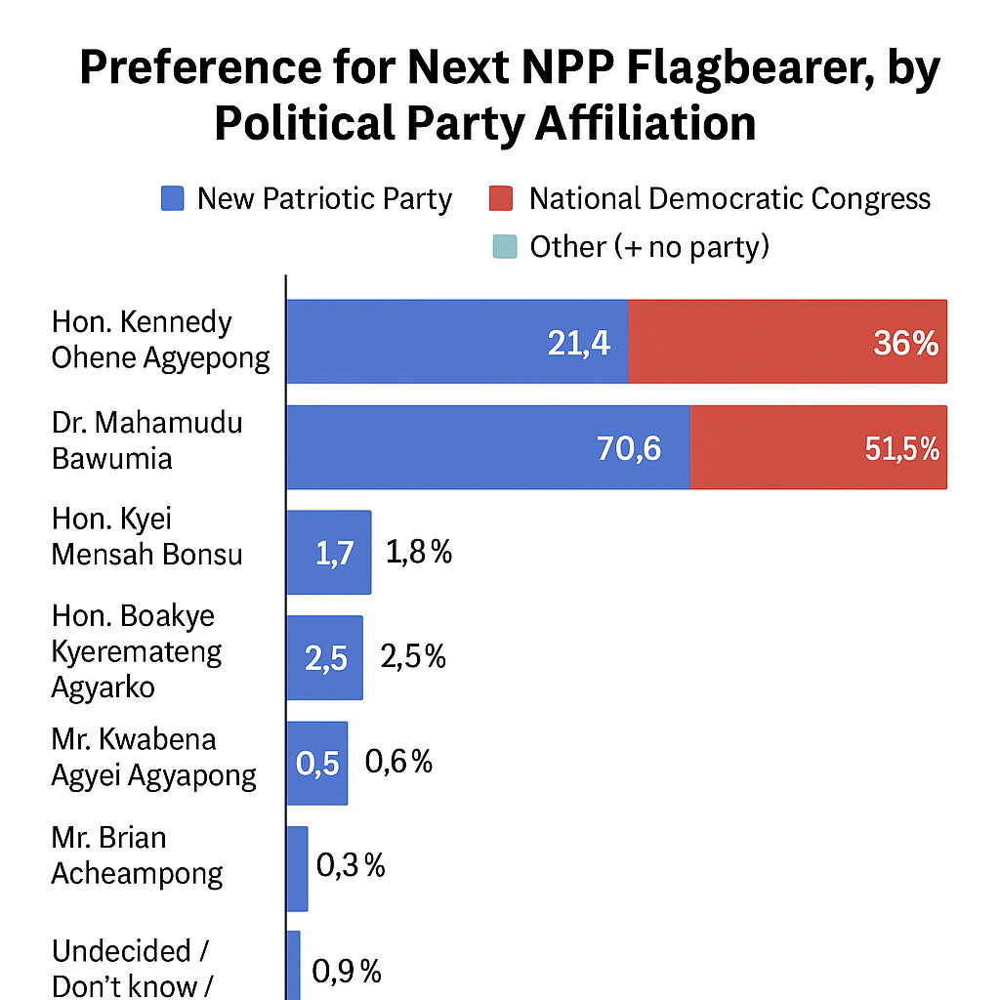 Preference for Next NPP Flagbearer, by
Political Party Affiliation
New Patriotic Party
National Democratic Congress
Other (+ no party)
Hon. Kennedy
Ohene Agyepong
21,4
36%
Dr. Mahamudu
Bawumia
70,6
51,5%
Hon. Kyei
Mensah Bonsu
1,7
1,8%
Hon. Boakye
Kyeremateng
Agyarko
2,5
2,5%
Mr. Kwabena
Agyei Agyapong
0,5
0,6%
Mr. Brian
Acheampong
0,3%
Undecided /
Don't know /
0,9%